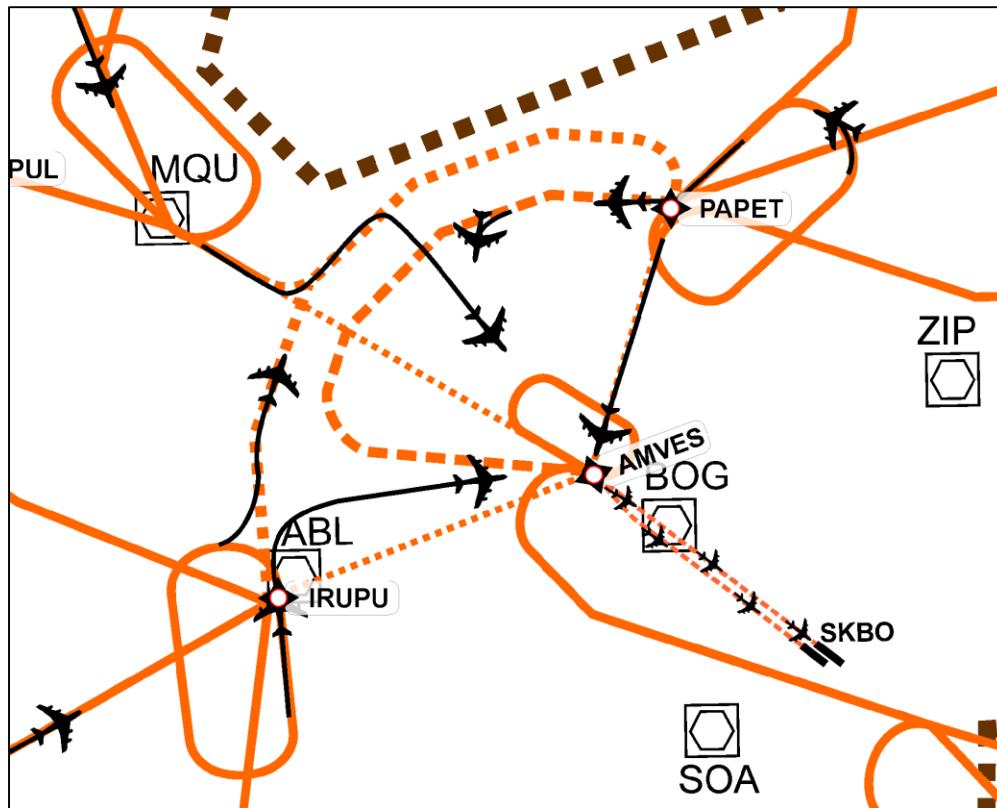 MQU
PUL
PAPET
ZIP
AMVES
BOG
ABL
IRUPU
SKBO
SOA